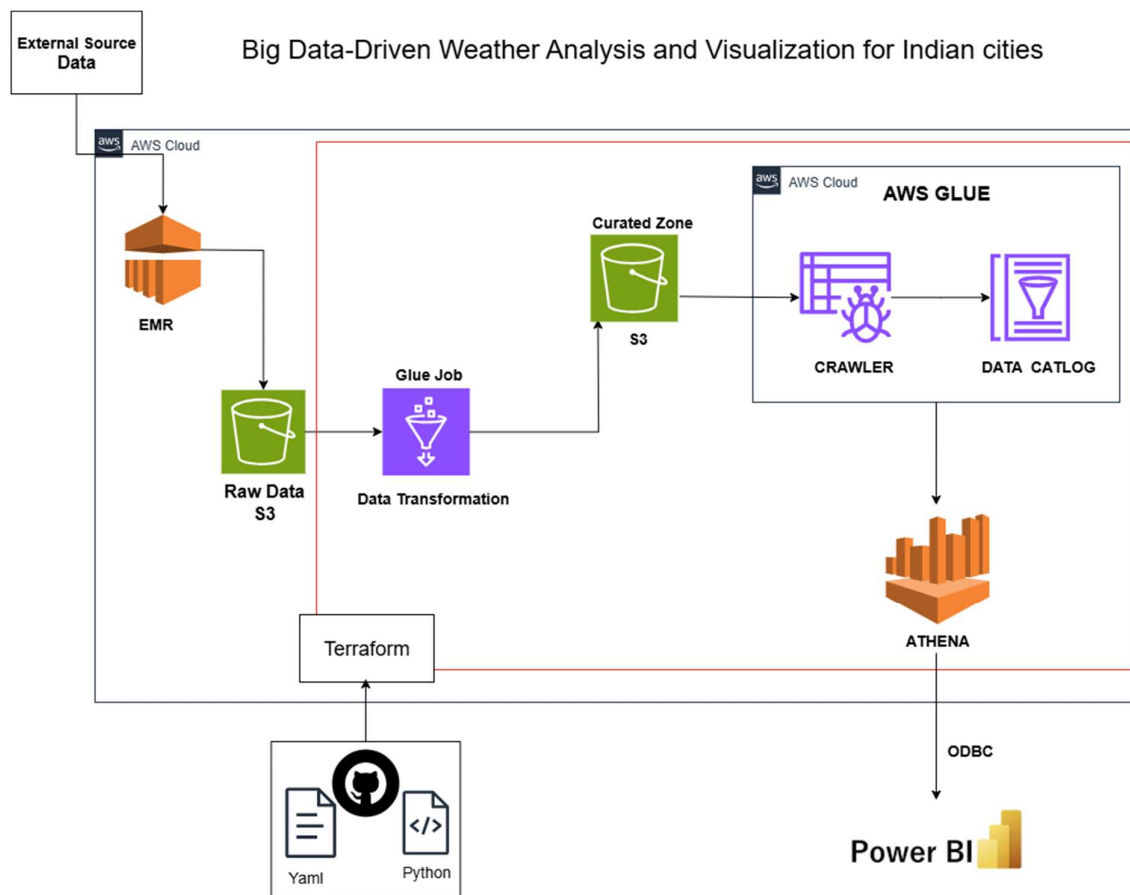 External Source
Data
Big Data-Driven Weather Analysis and Visualization for Indian cities
aws
AWS Cloud
aws
AWS Cloud
AWS GLUE
Curated Zone
S3
CRAWLER
DATA CATLOG
EMR
Glue Job
Raw Data
S3
Data Transformation
ATHENA
Terraform
ODBC
Yaml
Python
Power BI